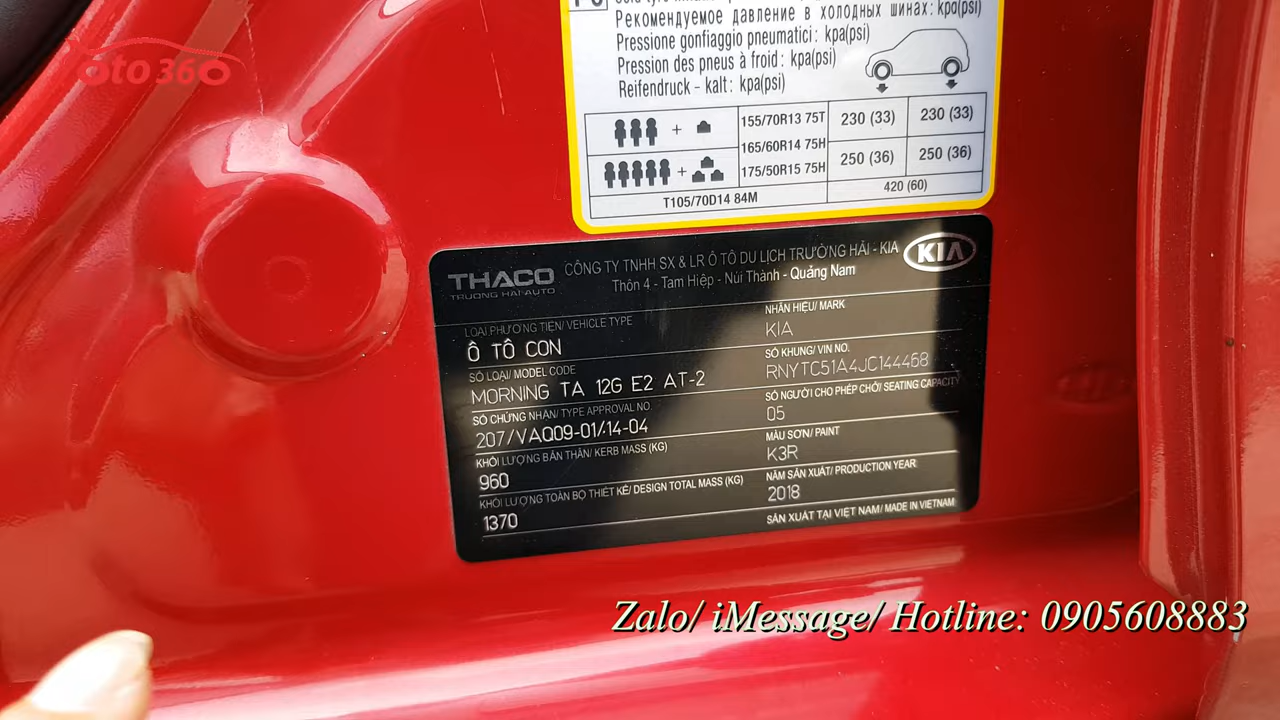 Рекомендуемое давление в холодных шинах: kpa(psi)
Pressione gonfiaggio pneumatici : kpa(psi)
Pression des pneus à froid : kpa(psi)
Reifendruck - kalt : kpa(psi)
oto360
155/70R13 75T
165/60R14 75H
175/50R15 75H
230 (33) 230 (33)
250 (36) 250 (36)
T105/70D14 84M 420 (60)
THACO
TRUONG HAI AUTO
CÔNG TY TNHH SX & LR Ô TÔ DU LỊCH TRƯỜNG HẢI - KIA
Thôn 4 - Tam Hiệp - Núi Thành - Quảng Nam
KIA
LOẠI PHƯƠNG TIỆN/ VEHICLE TYPE
Ô TÔ CON
NHÃN HIỆU/ MARK
KIA
SỐ LOẠI/ MODEL CODE
MORNING TA 12G E2 AT-2
SỐ KHUNG/ VIN NO.
RNYTC51A4JC144468
SỐ CHỨNG NHẬN/ TYPE APPROVAL NO.
207/VAQ09-01/14-04
SỐ NGƯỜI CHO PHÉP CHỞ/ SEATING CAPACITY
05
KHỐI LƯỢNG BẢN THÂN/ KERB MASS (KG)
960
MÀU SƠN/ PAINT
K3R
KHỐI LƯỢNG TOÀN BỘ THIẾT KẾ/ DESIGN TOTAL MASS (KG)
1370
NĂM SẢN XUẤT/ PRODUCTION YEAR
2018
SẢN XUẤT TẠI VIỆT NAM/ MADE IN VIETNAM
Zalo/ iMessage/ Hotline: 0905608883